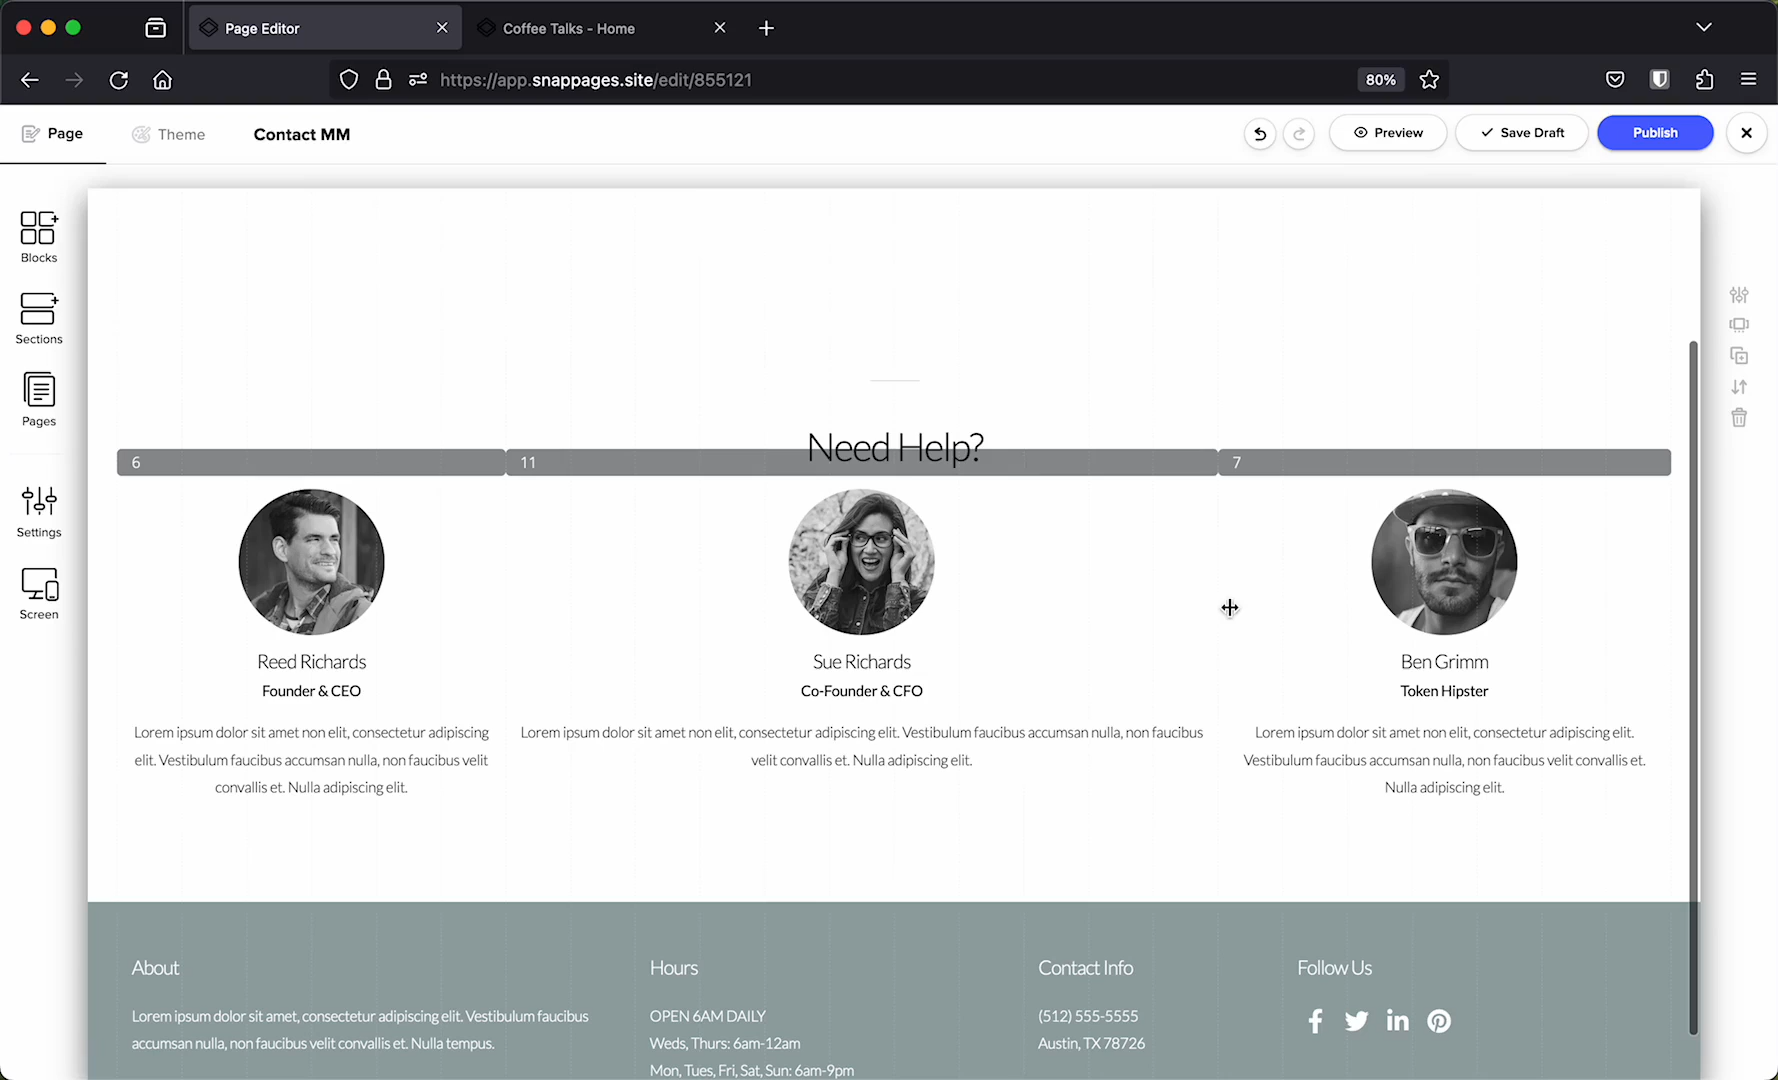 Page Editor
Coffee Talks - Home
https://app.snappages.site/edit/855121
80%
Page
Theme
Contact MM
Preview
Save Draft
Publish
Blocks
Sections
Pages
Settings
Screen
Need Help?
6
11
7
Reed Richards
Founder & CEO
Lorem ipsum dolor sit amet non elit, consectetur adipiscing
elit. Vestibulum faucibus accumsan nulla, non faucibus velit
convallis et. Nulla adipiscing elit.
Sue Richards
Co-Founder & CFO
Lorem ipsum dolor sit amet non elit, consectetur adipiscing elit. Vestibulum faucibus accumsan nulla, non faucibus
velit convallis et. Nulla adipiscing elit.
Ben Grimm
Token Hipster
Lorem ipsum dolor sit amet non elit, consectetur adipiscing elit.
Vestibulum faucibus accumsan nulla, non faucibus velit convallis et.
Nulla adipiscing elit.
About
Lorem ipsum dolor sit amet, consectetur adipiscing elit. Vestibulum faucibus
accumsan nulla, non faucibus velit convallis et. Nulla tempus.
Hours
OPEN 6AM DAILY
Weds, Thurs: 6am-12am
Mon, Tues, Fri, Sat, Sun: 6am-9pm
Contact Info
(512) 555-5555
Austin, TX 78726
Follow Us